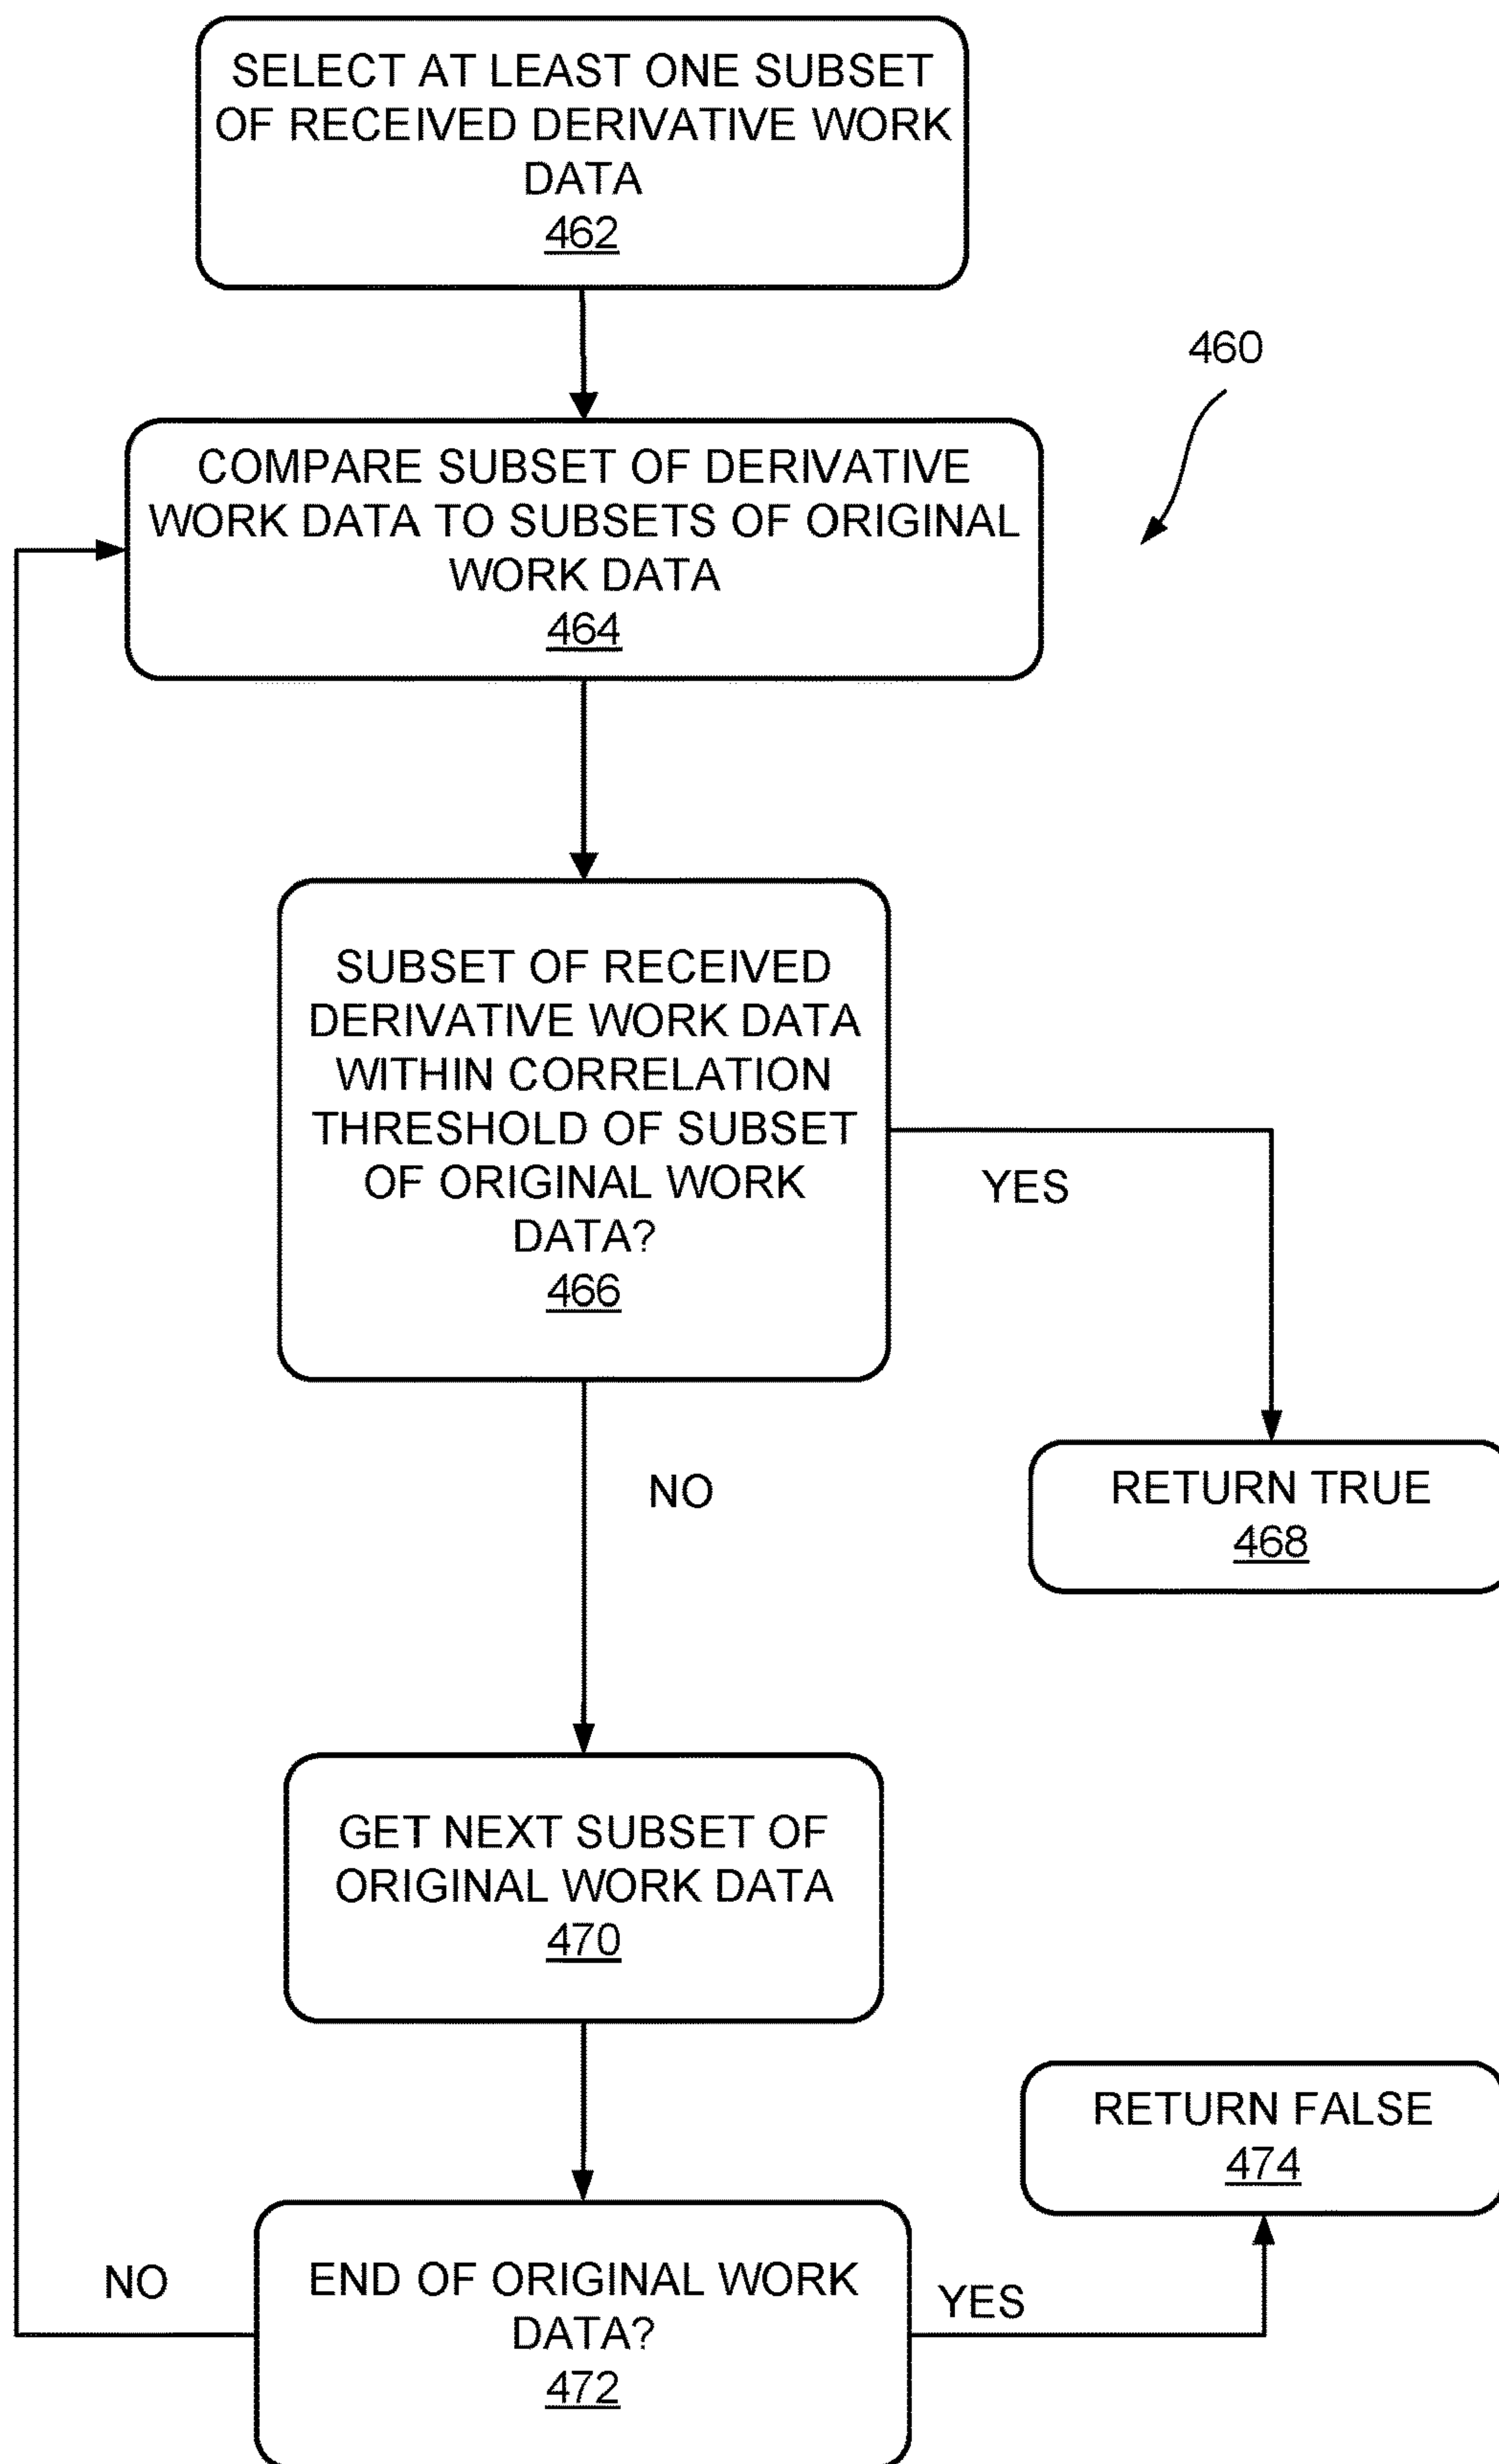 SELECT AT LEAST ONE SUBSET
OF RECEIVED DERIVATIVE WORK
DATA
462
460
COMPARE SUBSET OF DERIVATIVE
WORK DATA TO SUBSETS OF ORIGINAL
WORK DATA
464
SUBSET OF RECEIVED
DERIVATIVE WORK DATA
WITHIN CORRELATION
THRESHOLD OF SUBSET
OF ORIGINAL WORK
DATA?
466
YES
RETURN TRUE
468
NO
GET NEXT SUBSET OF
ORIGINAL WORK DATA
470
RETURN FALSE
474
NO
END OF ORIGINAL WORK
DATA?
472
YES